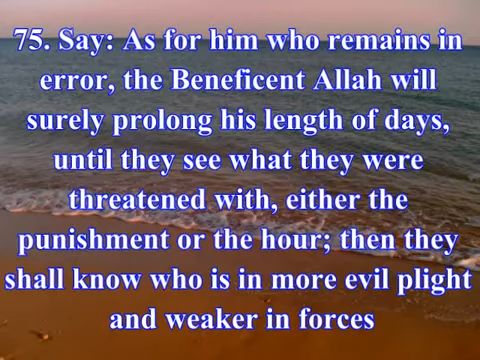 75. Say: As for him who remains in
error, the Beneficent Allah will
surely prolong his length of days,
until they see what they were
threatened with, either the
punishment or the hour; then they
shall know who is in more evil plight
and weaker in forces